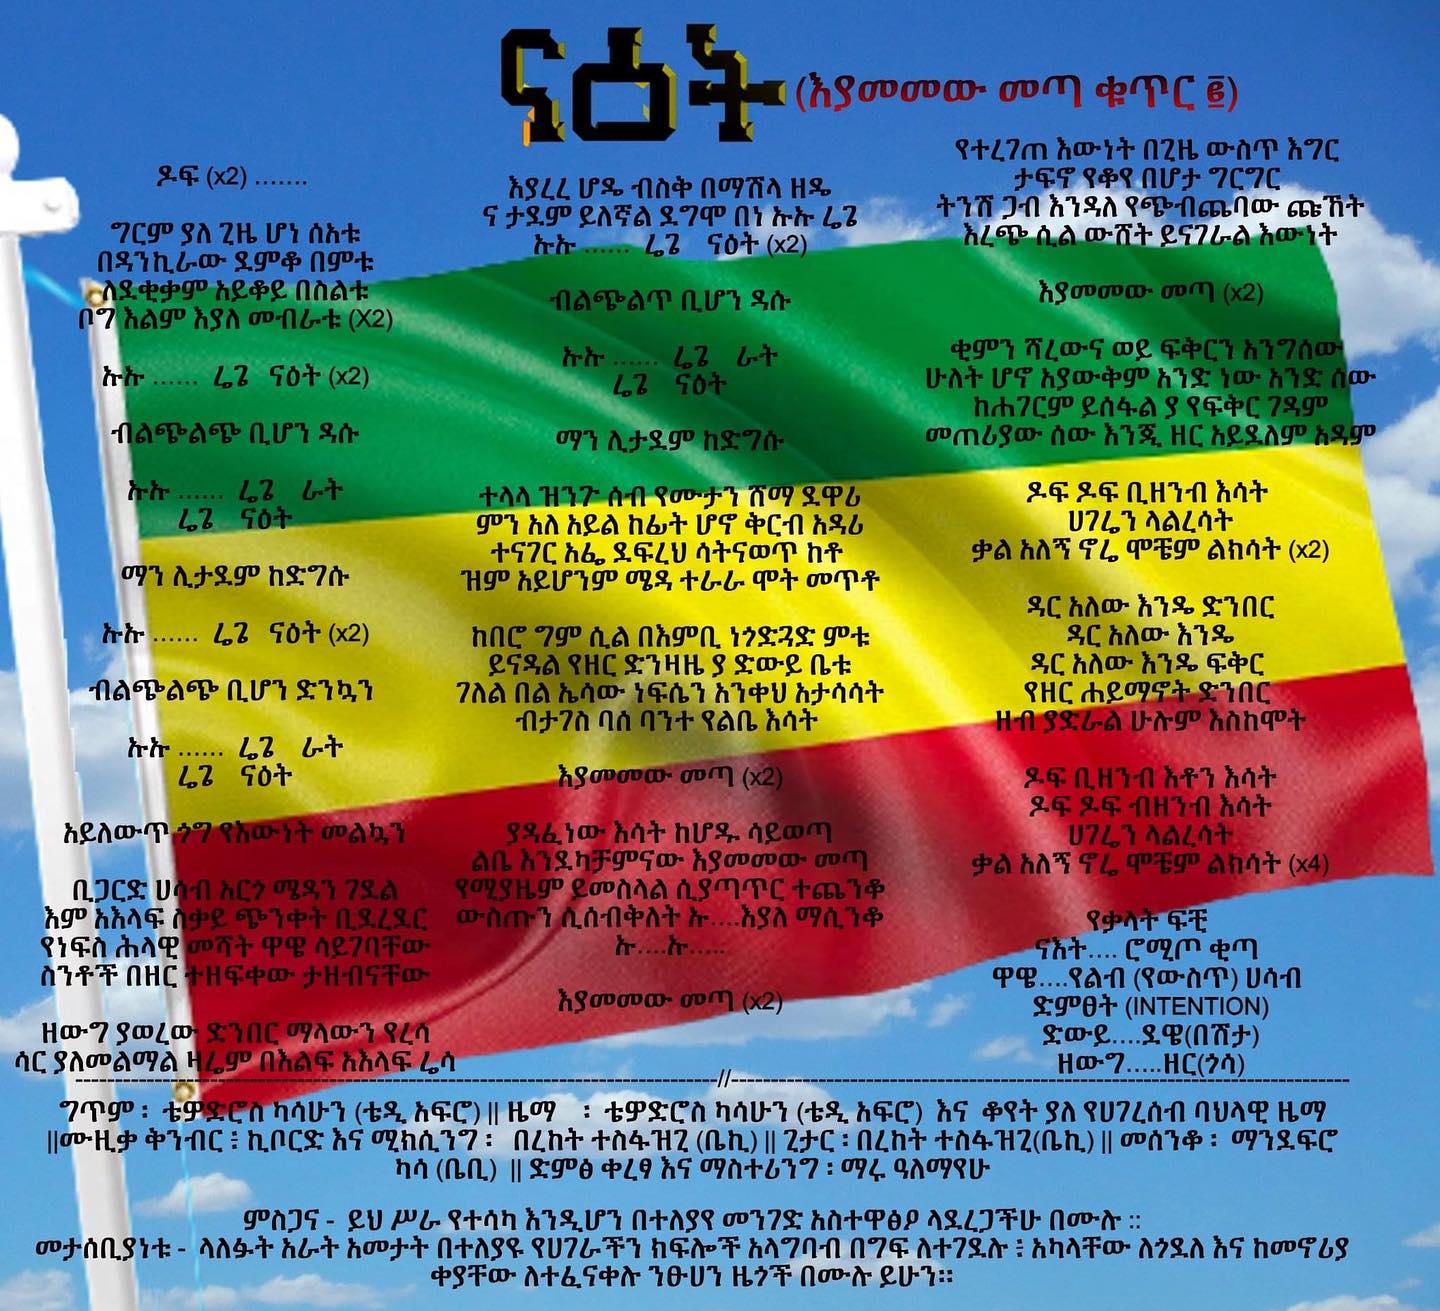 ናዕት (እያመመው መጣ ቁጥር ፪)
ዶፍ (x2) .......
ግርም ያለ ጊዜ ሆነ ሰአቱ
በዳንኪራው ደምቆ በምቱ
ለደቂቃም አይቆይ በስልቱ
ቦግ እልም እያለ መብራቱ (X2)
ኡኡ ...... ሬጌ ናዕት (x2)
ብልጭልጭ ቢሆን ዳሱ
ኡኡ ...... ሬጌ ራት
ሬጌ ናዕት
ማን ሊታደም ከድግሱ
ኡኡ ...... ሬጌ ናዕት (x2)
ብልጭልጭ ቢሆን ድንኳን
ኡኡ ...... ሬጌ ራት
ሬጌ ናዕት
አይለውጥ ጎግ የእውነት መልኳን
ቢጋርድ ሀሳብ አርጎ ሜዳን ገደል
እም አእላፍ ስቃይ ጭንቀት ቢደረደር
የነፍስ ሕላዊ መሻት ዋዌ ሳይገባቸው
ስንቶች በዘር ተዘፍቀው ታዘብናቸው
ዘውግ ያወረው ድንበር ማላውን የረሳ
ሳር ያለመልማል ዛሬም በእልፍ አእላፍ ሬሳ
እያረረ ሆዴ ብስቅ በማሽላ ዘዴ
ና ታደም ይለኛል ደግሞ በነ ኡኡ ሬጌ
ኡኡ ...... ሬጌ ናዕት (x2)
ብልጭልጥ ቢሆን ዳሱ
ኡኡ ...... ሬጌ ራት
ሬጌ ናዕት
ማን ሊታደም ከድግሱ
ተላላ ዝንጉ ሰብ የሙታን ሸማ ደዋሪ
ምን አለ አይል ከፊት ሆኖ ቅርብ አዳሪ
ተናገር አፌ ደፍረህ ሳትናወጥ ከቶ
ዝም አይሆንም ሜዳ ተራራ ሞት መጥቶ
ከበሮ ግም ሲል በእምቢ ነጎድጓድ ምቱ
ይናዳል የዘር ድንዛዜ ያ ድውይ ቤቱ
ገለል በል ኤሳው ነፍሴን አንቀህ አታሳሳት
ብታገስ ባሰ ባንተ የልቤ እሳት
እያመመው መጣ (x2)
ያዳፈነው እሳት ከሆዱ ሳይወጣ
ልቤ እንደካቻምናው እያመመው መጣ
የሚያዜም ይመስላል ሲያጣጥር ተጨንቆ
ውስጡን ሲሰብቅለት ኡ....እያለ ማሲንቆ
ኡ....ኡ.....
እያመመው መጣ (x2)
የተረገጠ እውነት በጊዜ ውስጥ እግር
ታፍኖ የቆየ በሆታ ግርግር
ትንሽ ጋብ እንዳለ የጭብጨባው ጩኸት
እረጭ ሲል ውሸት ይናገራል እውነት
እያመመው መጣ (x2)
ቂምን ሻረውና ወይ ፍቅርን አንግሰው
ሁለት ሆኖ አያውቅም አንድ ነው አንድ ሰው
ከሐገርም ይሰፋል ያ የፍቅር ገዳም
መጠሪያው ሰው እንጂ ዘር አይደለም አዳም
ዶፍ ዶፍ ቢዘንብ እሳት
ሀገሬን ላልረሳት
ቃል አለኝ ኖሬ ሞቼም ልክሳት (x2)
ዳር አለው እንዴ ድንበር
ዳር አለው እንዴ
ዳር አለው እንዴ ፍቅር
የዘር ሐይማኖት ድንበር
ዘብ ያድራል ሁሉም እስከሞት
ዶፍ ቢዘንብ እቶን እሳት
ዶፍ ዶፍ ብዘንብ እሳት
ሀገሬን ላልረሳት
ቃል አለኝ ኖሬ ሞቼም ልክሳት (x4)
የቃላት ፍቺ
ናእት.... ሮሚጦ ቂጣ
ዋዌ....የልብ (የውስጥ) ሀሳብ
ድምፀት (INTENTION)
ድውይ....ደዌ(በሽታ)
ዘውግ.....ዘር(ጎሳ)
-----//-----
ግጥም ፡ ቴዎድሮስ ካሳሁን (ቴዲ አፍሮ) || ዜማ ፡ ቴዎድሮስ ካሳሁን (ቴዲ አፍሮ) እና ቆየት ያለ የሀገረሰብ ባህላዊ ዜማ
||ሙዚቃ ቅንብር ፤ ኪቦርድ እና ሚክሲንግ ፡ በረከት ተስፋዝጊ (ቤኪ) || ጊታር ፡ በረከት ተስፋዝጊ(ቤኪ) || መሰንቆ ፡ ማንደፍሮ
ካሳ (ቤቢ) || ድምፅ ቀረፃ እና ማስተሪንግ ፡ ማሩ ዓለማየሁ
ምስጋና - ይህ ሥራ የተሳካ እንዲሆን በተለያየ መንገድ አስተዋፅዖ ላደረጋችሁ በሙሉ ::
መታሰቢያነቱ - ላለፉት አራት አመታት በተለያዩ የሀገራችን ክፍሎች አላግባብ በግፍ ለተገደሉ ፤ አካላቸው ለጎደለ እና ከመኖሪያ
ቀያቸው ለተፈናቀሉ ንፁሀን ዜጎች በሙሉ ይሁን፡፡